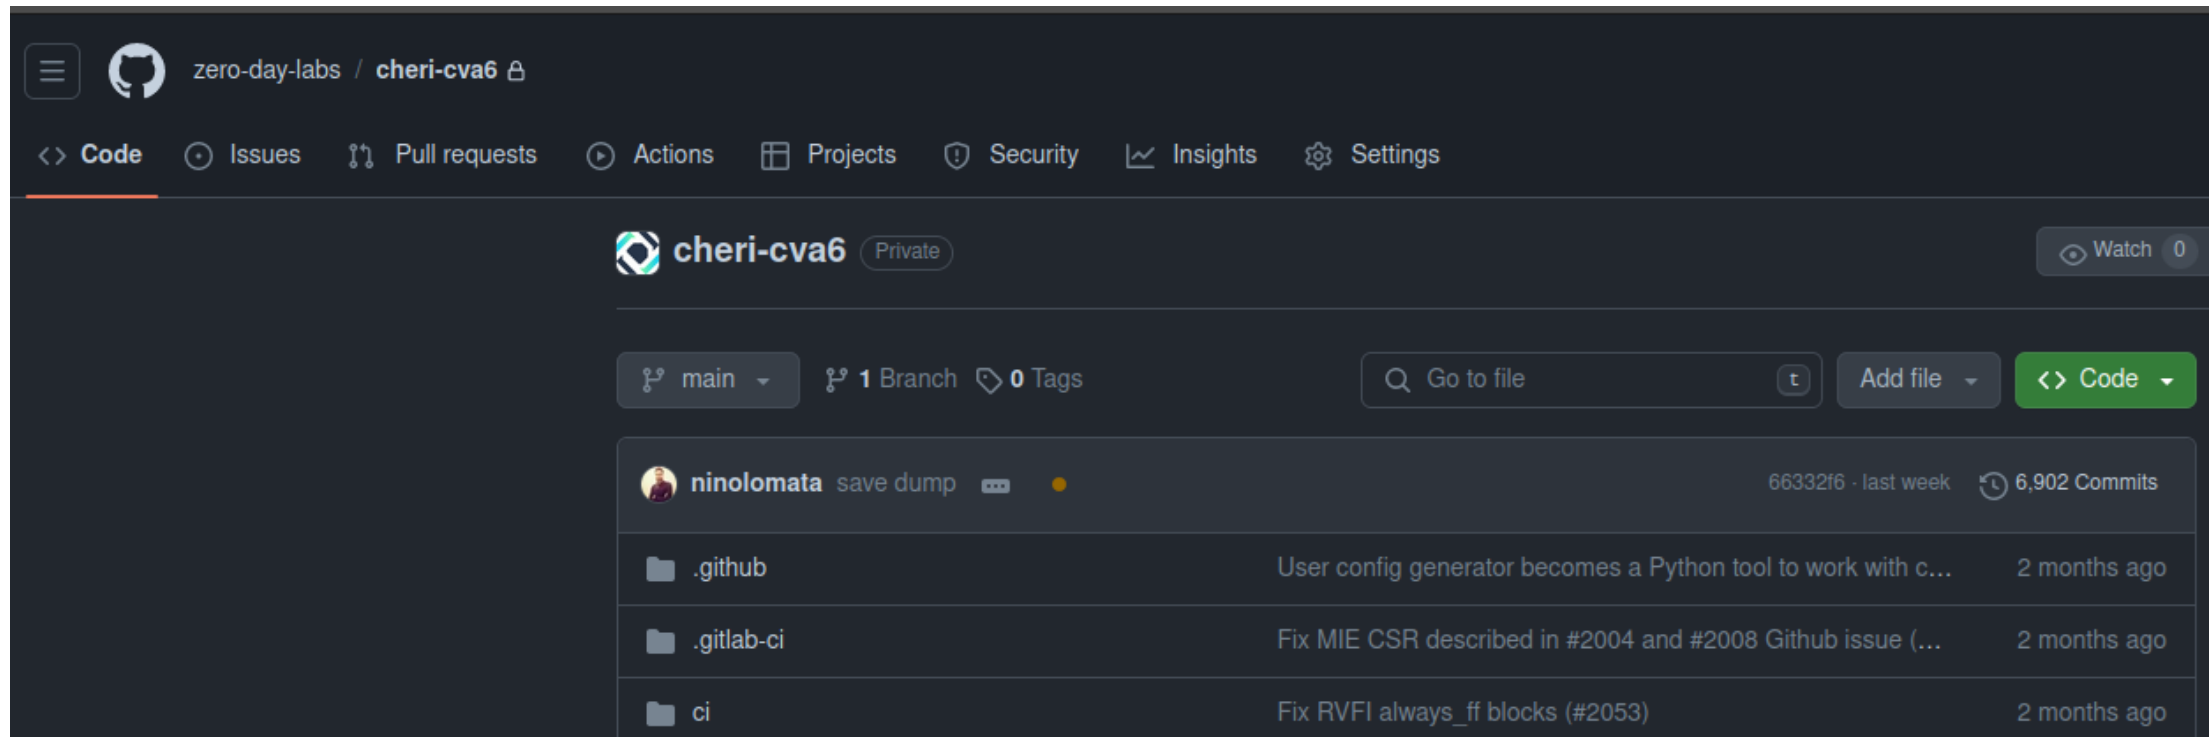 zero-day-labs / cheri-cva6
Code Issues Pull requests Actions Projects Security Insights Settings
cheri-cva6 Private Watch 0
main 1 Branch 0 Tags Go to file t Add file Code
ninolomata save dump 66332f6 · last week 6,902 Commits
.github User config generator becomes a Python tool to work with c... 2 months ago
.gitlab-ci Fix MIE CSR described in #2004 and #2008 Github issue (... 2 months ago
ci Fix RVFI always_ff blocks (#2053) 2 months ago